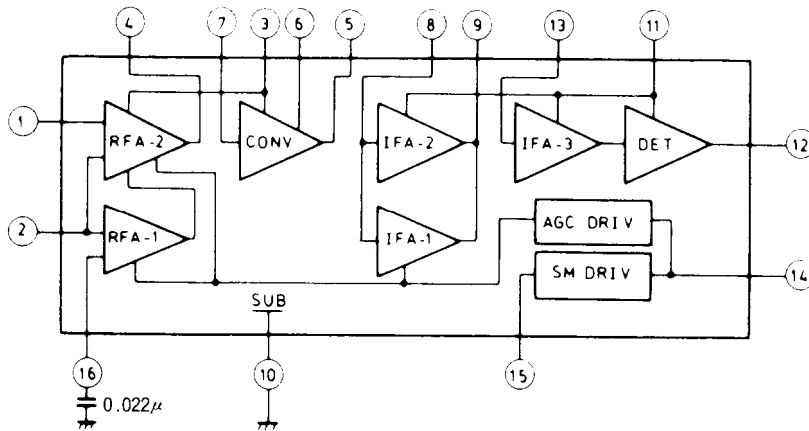 4 7 3 6 5 8 9 13 11
1 RFA-2 CONV IFA-2 IFA-3 DET 12
2 RFA-1 IFA-1 AGC DRIV
SM DRIV 14
SUB
16 10 15
0.022μ